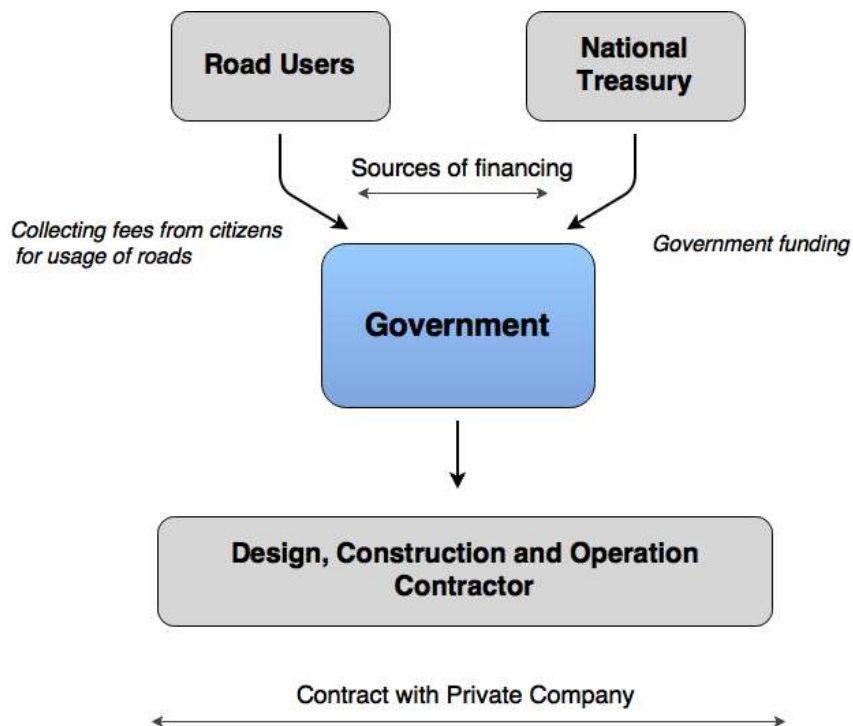 Road Users
National
Treasury
Sources of financing
Collecting fees from citizens
for usage of roads
Government funding
Government
Design, Construction and Operation
Contractor
Contract with Private Company